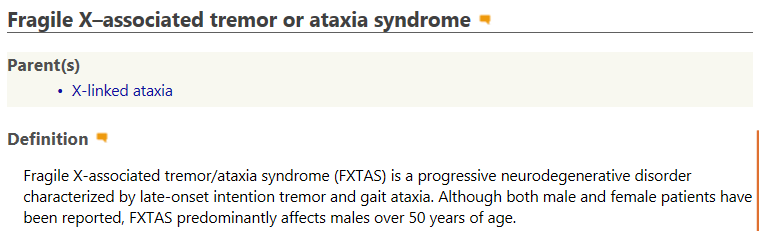 Fragile X–associated tremor or ataxia syndrome
Parent(s)
• X-linked ataxia
Definition
Fragile X-associated tremor/ataxia syndrome (FXTAS) is a progressive neurodegenerative disorder
characterized by late-onset intention tremor and gait ataxia. Although both male and female patients have
been reported, FXTAS predominantly affects males over 50 years of age.